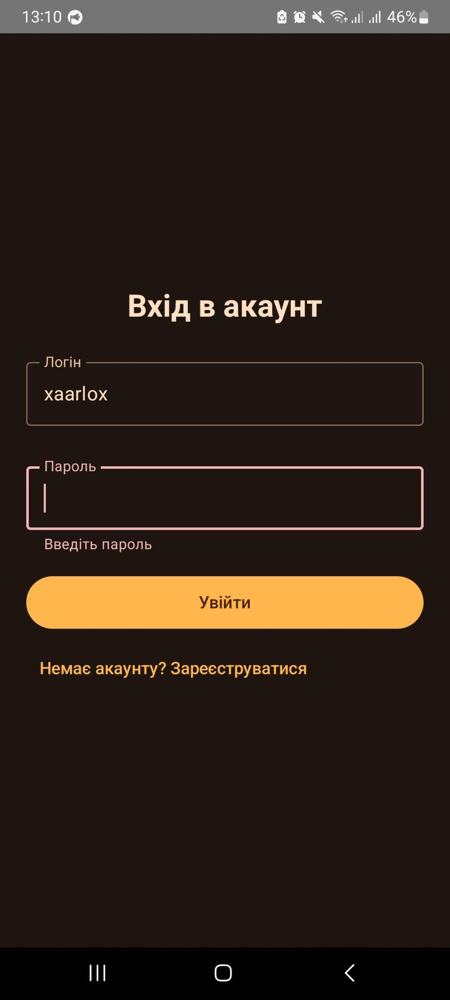 13:10
46%
Вхід в акаунт
Логін
xaarlox
Пароль
Введіть пароль
Увійти
Немає акаунту? Зареєструватися